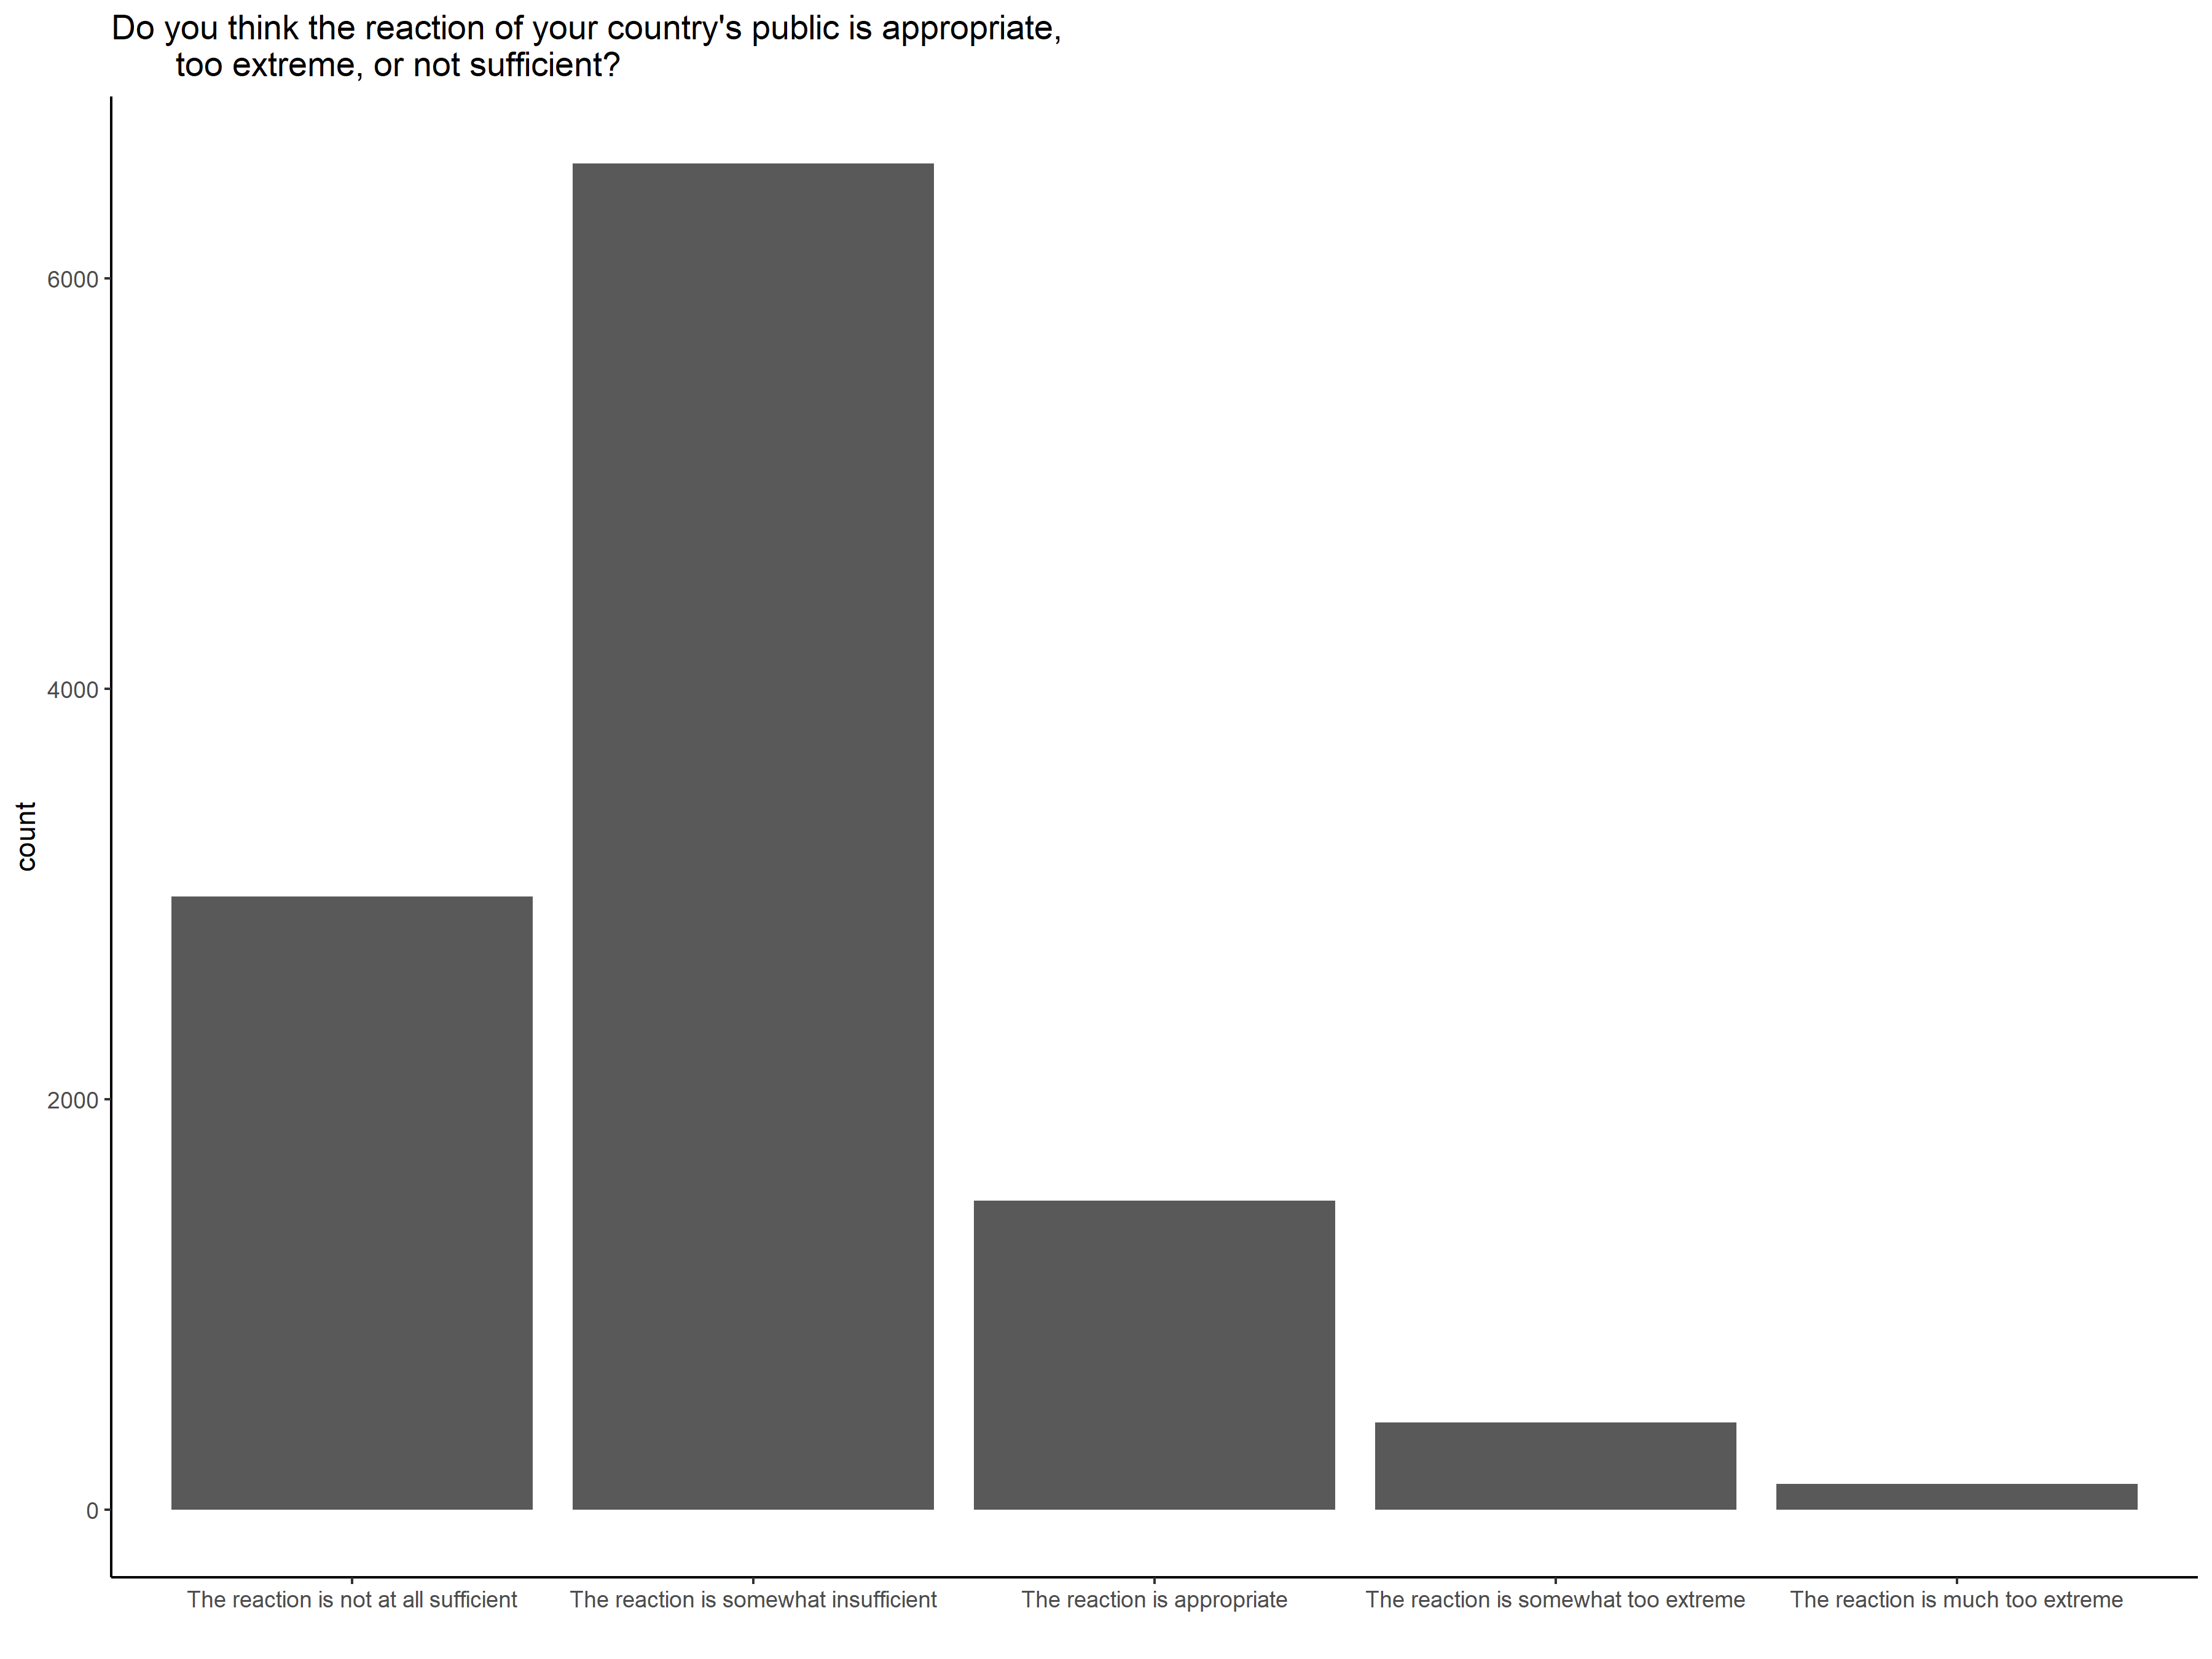 Do you think the reaction of your country's public is appropriate,
too extreme, or not sufficient?
6000
4000
2000
0
count
The reaction is not at all sufficient
The reaction is somewhat insufficient
The reaction is appropriate
The reaction is somewhat too extreme
The reaction is much too extreme